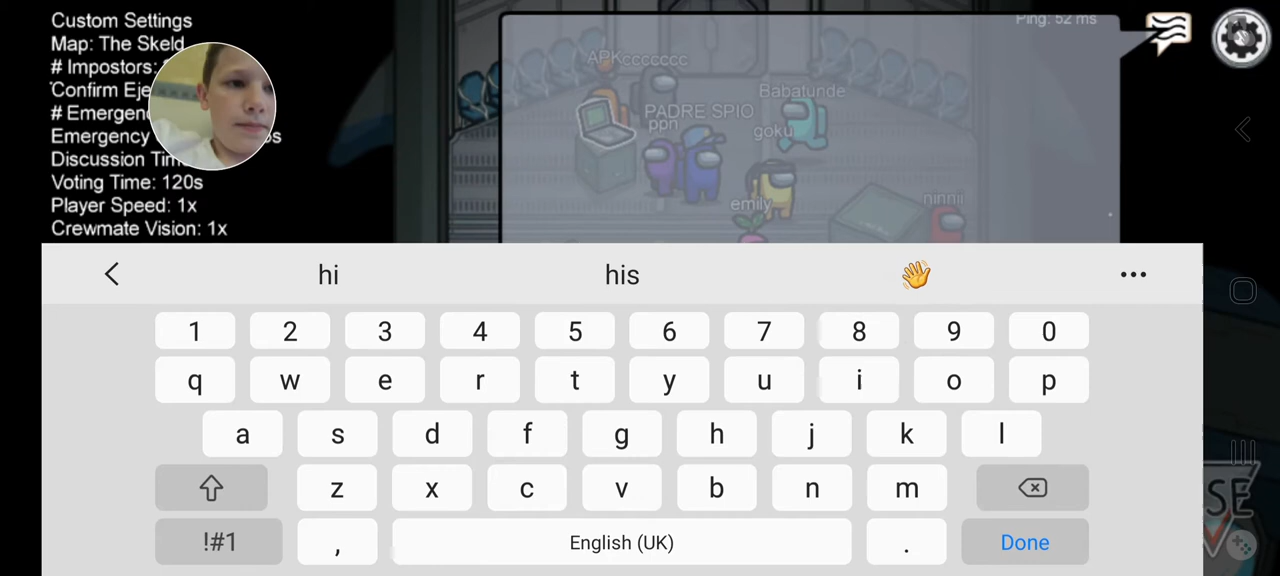 Custom Settings
Map: The Skeld
# Impostors:
Confirm Eje
# Emergen
Emergency
Discussion Tim
Voting Time: 120s
Player Speed: 1x
Crewmate Vision: 1x
Ping: 52 ms
APKccccccc
Babatunde
PADRE SPIO
ppn
goku
emily
ninnii
hi his 👋
1 2 3 4 5 6 7 8 9 0
q w e r t y u i o p
a s d f g h j k l
z x c v b n m
!#1 , English (UK) . Done
SE